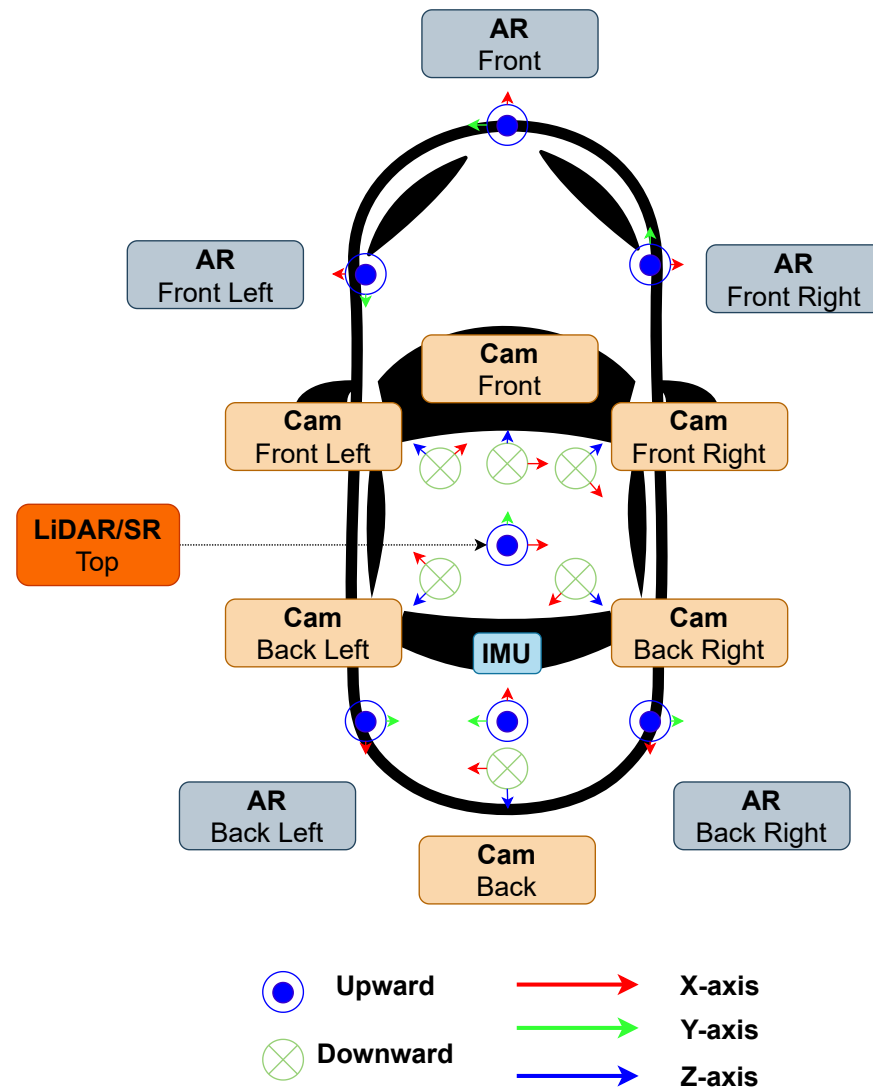 AR
Front
AR
Front Left
AR
Front Right
Cam
Front
Cam
Front Left
Cam
Front Right
LiDAR/SR
Top
Cam
Back Left
IMU
Cam
Back Right
AR
Back Left
AR
Back Right
Cam
Back
Upward
X-axis
Y-axis
Downward
Z-axis